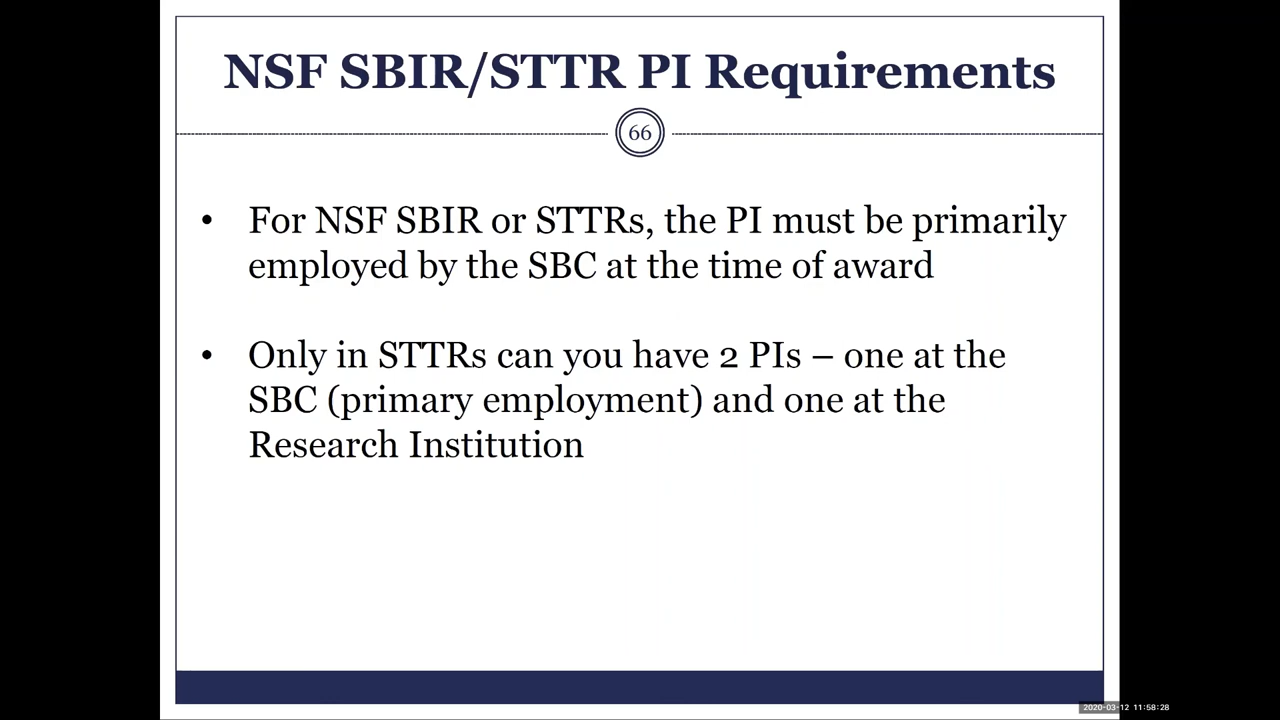 NSF SBIR/STTR PI Requirements
66
• For NSF SBIR or STTRs, the PI must be primarily
employed by the SBC at the time of award
• Only in STTRs can you have 2 PIs – one at the
SBC (primary employment) and one at the
Research Institution
2020-03-12 11:58:28